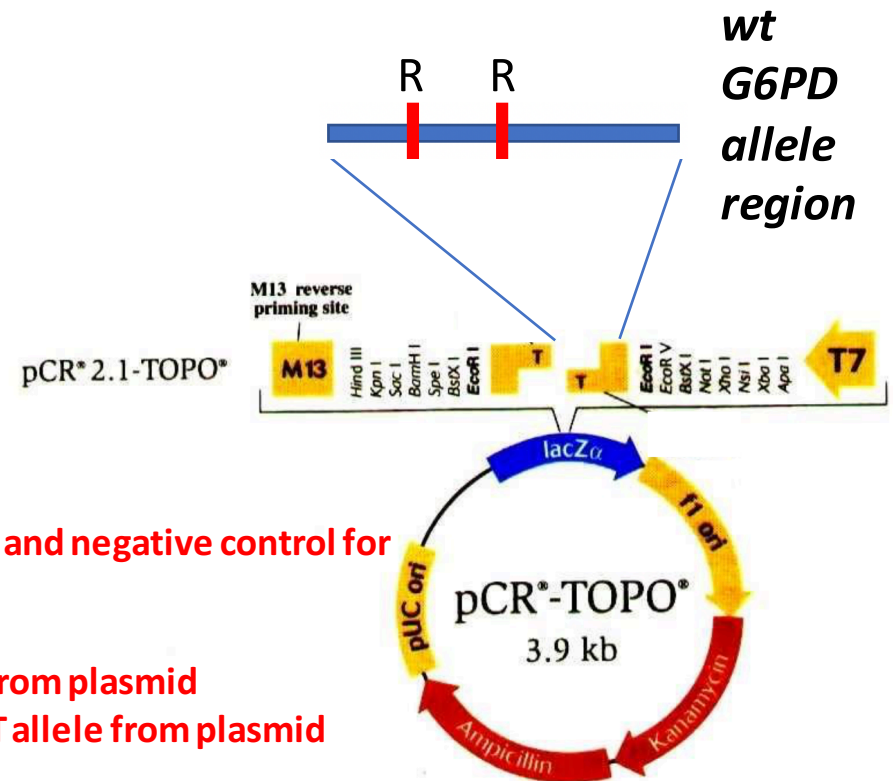 wt
G6PD
allele
region
R R
M13 reverse
priming site
pCR® 2.1-TOPO®
M13
Hind III
Kpn I
Sac I
BamH I
Spe I
BstX I
EcoR I
T
T
EcoR I
EcoR V
BstX I
Not I
Xho I
Nsi I
Xba I
Apa I
T7
lacZα
f1 ori
Kanamycin
Ampicillin
pUC ori
pCR®-TOPO®
3.9 kb
and negative control for
rom plasmid
T allele from plasmid